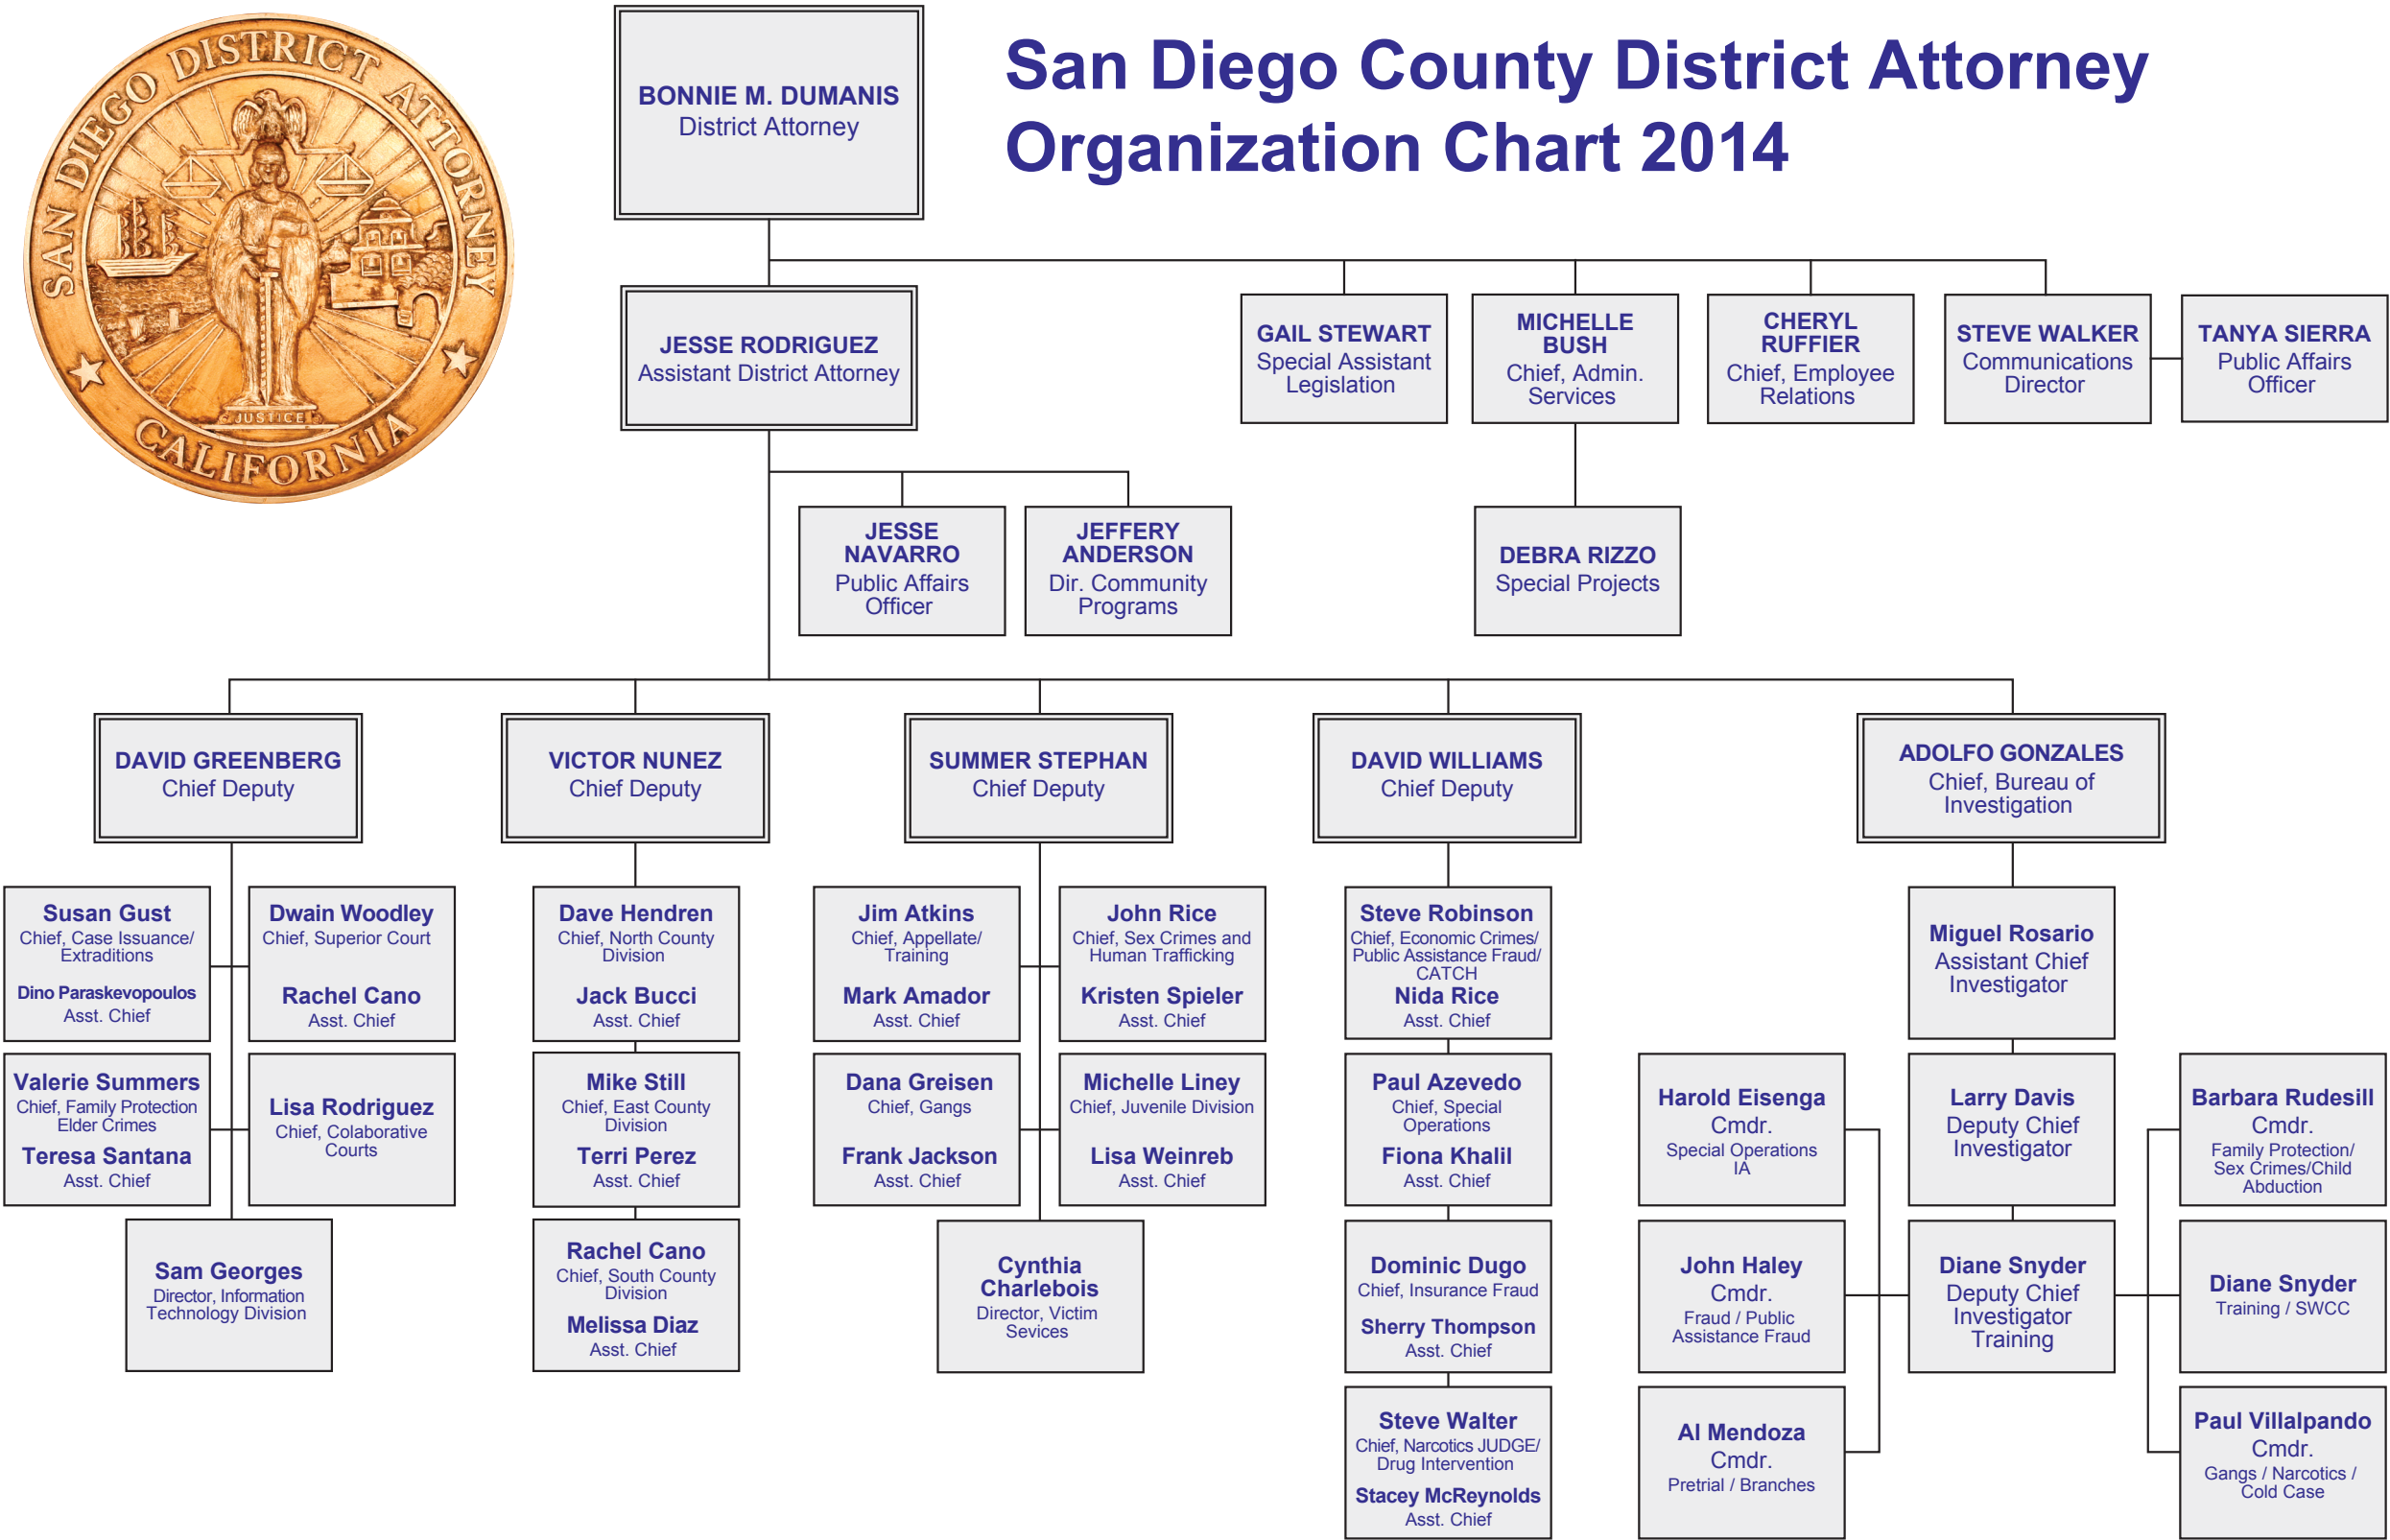 SAN DIEGO DISTRICT ATTORNEY
CALIFORNIA
JUSTICE
San Diego County District Attorney
Organization Chart 2014
BONNIE M. DUMANIS
District Attorney
JESSE RODRIGUEZ
Assistant District Attorney
GAIL STEWART
Special Assistant
Legislation
MICHELLE
BUSH
Chief, Admin.
Services
CHERYL
RUFFIER
Chief, Employee
Relations
STEVE WALKER
Communications
Director
TANYA SIERRA
Public Affairs
Officer
JESSE
NAVARRO
Public Affairs
Officer
JEFFERY
ANDERSON
Dir. Community
Programs
DEBRA RIZZO
Special Projects
DAVID GREENBERG
Chief Deputy
VICTOR NUNEZ
Chief Deputy
SUMMER STEPHAN
Chief Deputy
DAVID WILLIAMS
Chief Deputy
ADOLFO GONZALES
Chief, Bureau of
Investigation
Susan Gust
Chief, Case Issuance/
Extraditions
Dino Paraskevopoulos
Asst. Chief
Dwain Woodley
Chief, Superior Court
Rachel Cano
Asst. Chief
Valerie Summers
Chief, Family Protection
Elder Crimes
Teresa Santana
Asst. Chief
Lisa Rodriguez
Chief, Colaborative
Courts
Sam Georges
Director, Information
Technology Division
Dave Hendren
Chief, North County
Division
Jack Bucci
Asst. Chief
Mike Still
Chief, East County
Division
Terri Perez
Asst. Chief
Rachel Cano
Chief, South County
Division
Melissa Diaz
Asst. Chief
Jim Atkins
Chief, Appellate/
Training
Mark Amador
Asst. Chief
John Rice
Chief, Sex Crimes and
Human Trafficking
Kristen Spieler
Asst. Chief
Dana Greisen
Chief, Gangs
Frank Jackson
Asst. Chief
Michelle Liney
Chief, Juvenile Division
Lisa Weinreb
Asst. Chief
Cynthia
Charlebois
Director, Victim
Sevices
Steve Robinson
Chief, Economic Crimes/
Public Assistance Fraud/
CATCH
Nida Rice
Asst. Chief
Paul Azevedo
Chief, Special
Operations
Fiona Khalil
Asst. Chief
Dominic Dugo
Chief, Insurance Fraud
Sherry Thompson
Asst. Chief
Steve Walter
Chief, Narcotics JUDGE/
Drug Intervention
Stacey McReynolds
Asst. Chief
Miguel Rosario
Assistant Chief
Investigator
Harold Eisenga
Cmdr.
Special Operations
IA
Larry Davis
Deputy Chief
Investigator
Barbara Rudesill
Cmdr.
Family Protection/
Sex Crimes/Child
Abduction
John Haley
Cmdr.
Fraud / Public
Assistance Fraud
Diane Snyder
Deputy Chief
Investigator
Training
Diane Snyder
Training / SWCC
Al Mendoza
Cmdr.
Pretrial / Branches
Paul Villalpando
Cmdr.
Gangs / Narcotics /
Cold Case